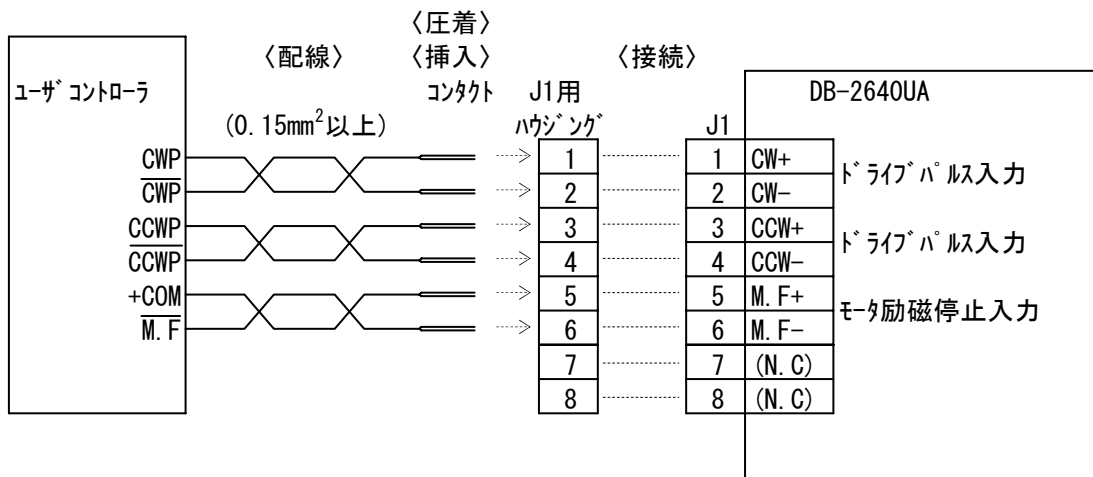 〈圧着〉
〈配線〉 〈挿入〉 〈接続〉
ユーザコントローラ コンタクト J1用 DB-2640UA
(0.15mm²以上) ハウジング J1
CWP 1 1 CW+
ドライブパルス入力
C̅W̅P̅ 2 2 CW-
CCWP 3 3 CCW+
ドライブパルス入力
C̅C̅W̅P̅ 4 4 CCW-
+COM 5 5 M.F+
モータ励磁停止入力
M̅.̅F̅ 6 6 M.F-
7 7 (N.C)
8 8 (N.C)